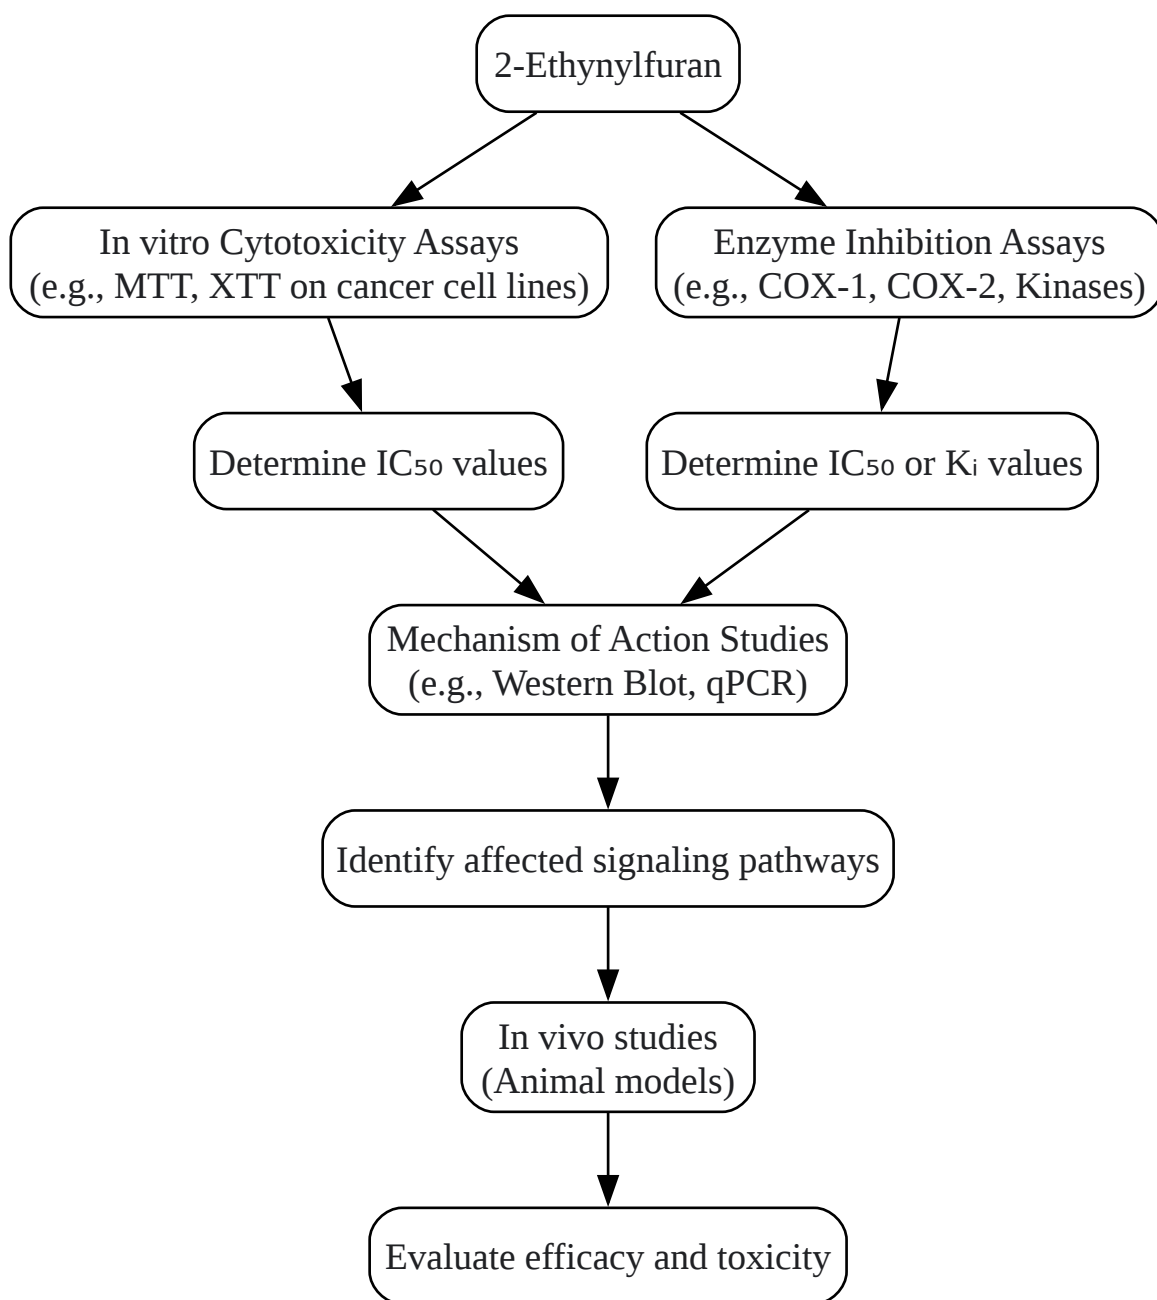 2-Ethynylfuran
In vitro Cytotoxicity Assays
(e.g., MTT, XTT on cancer cell lines)
Enzyme Inhibition Assays
(e.g., COX-1, COX-2, Kinases)
Determine IC₅₀ values
Determine IC₅₀ or Kᵢ values
Mechanism of Action Studies
(e.g., Western Blot, qPCR)
Identify affected signaling pathways
In vivo studies
(Animal models)
Evaluate efficacy and toxicity